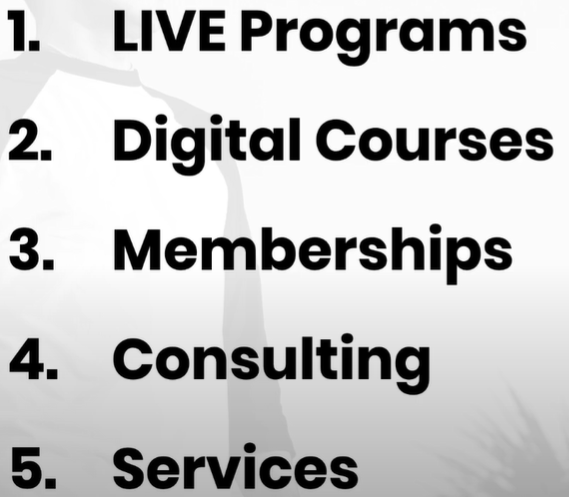 1. LIVE Programs
2. Digital Courses
3. Memberships
4. Consulting
5. Services